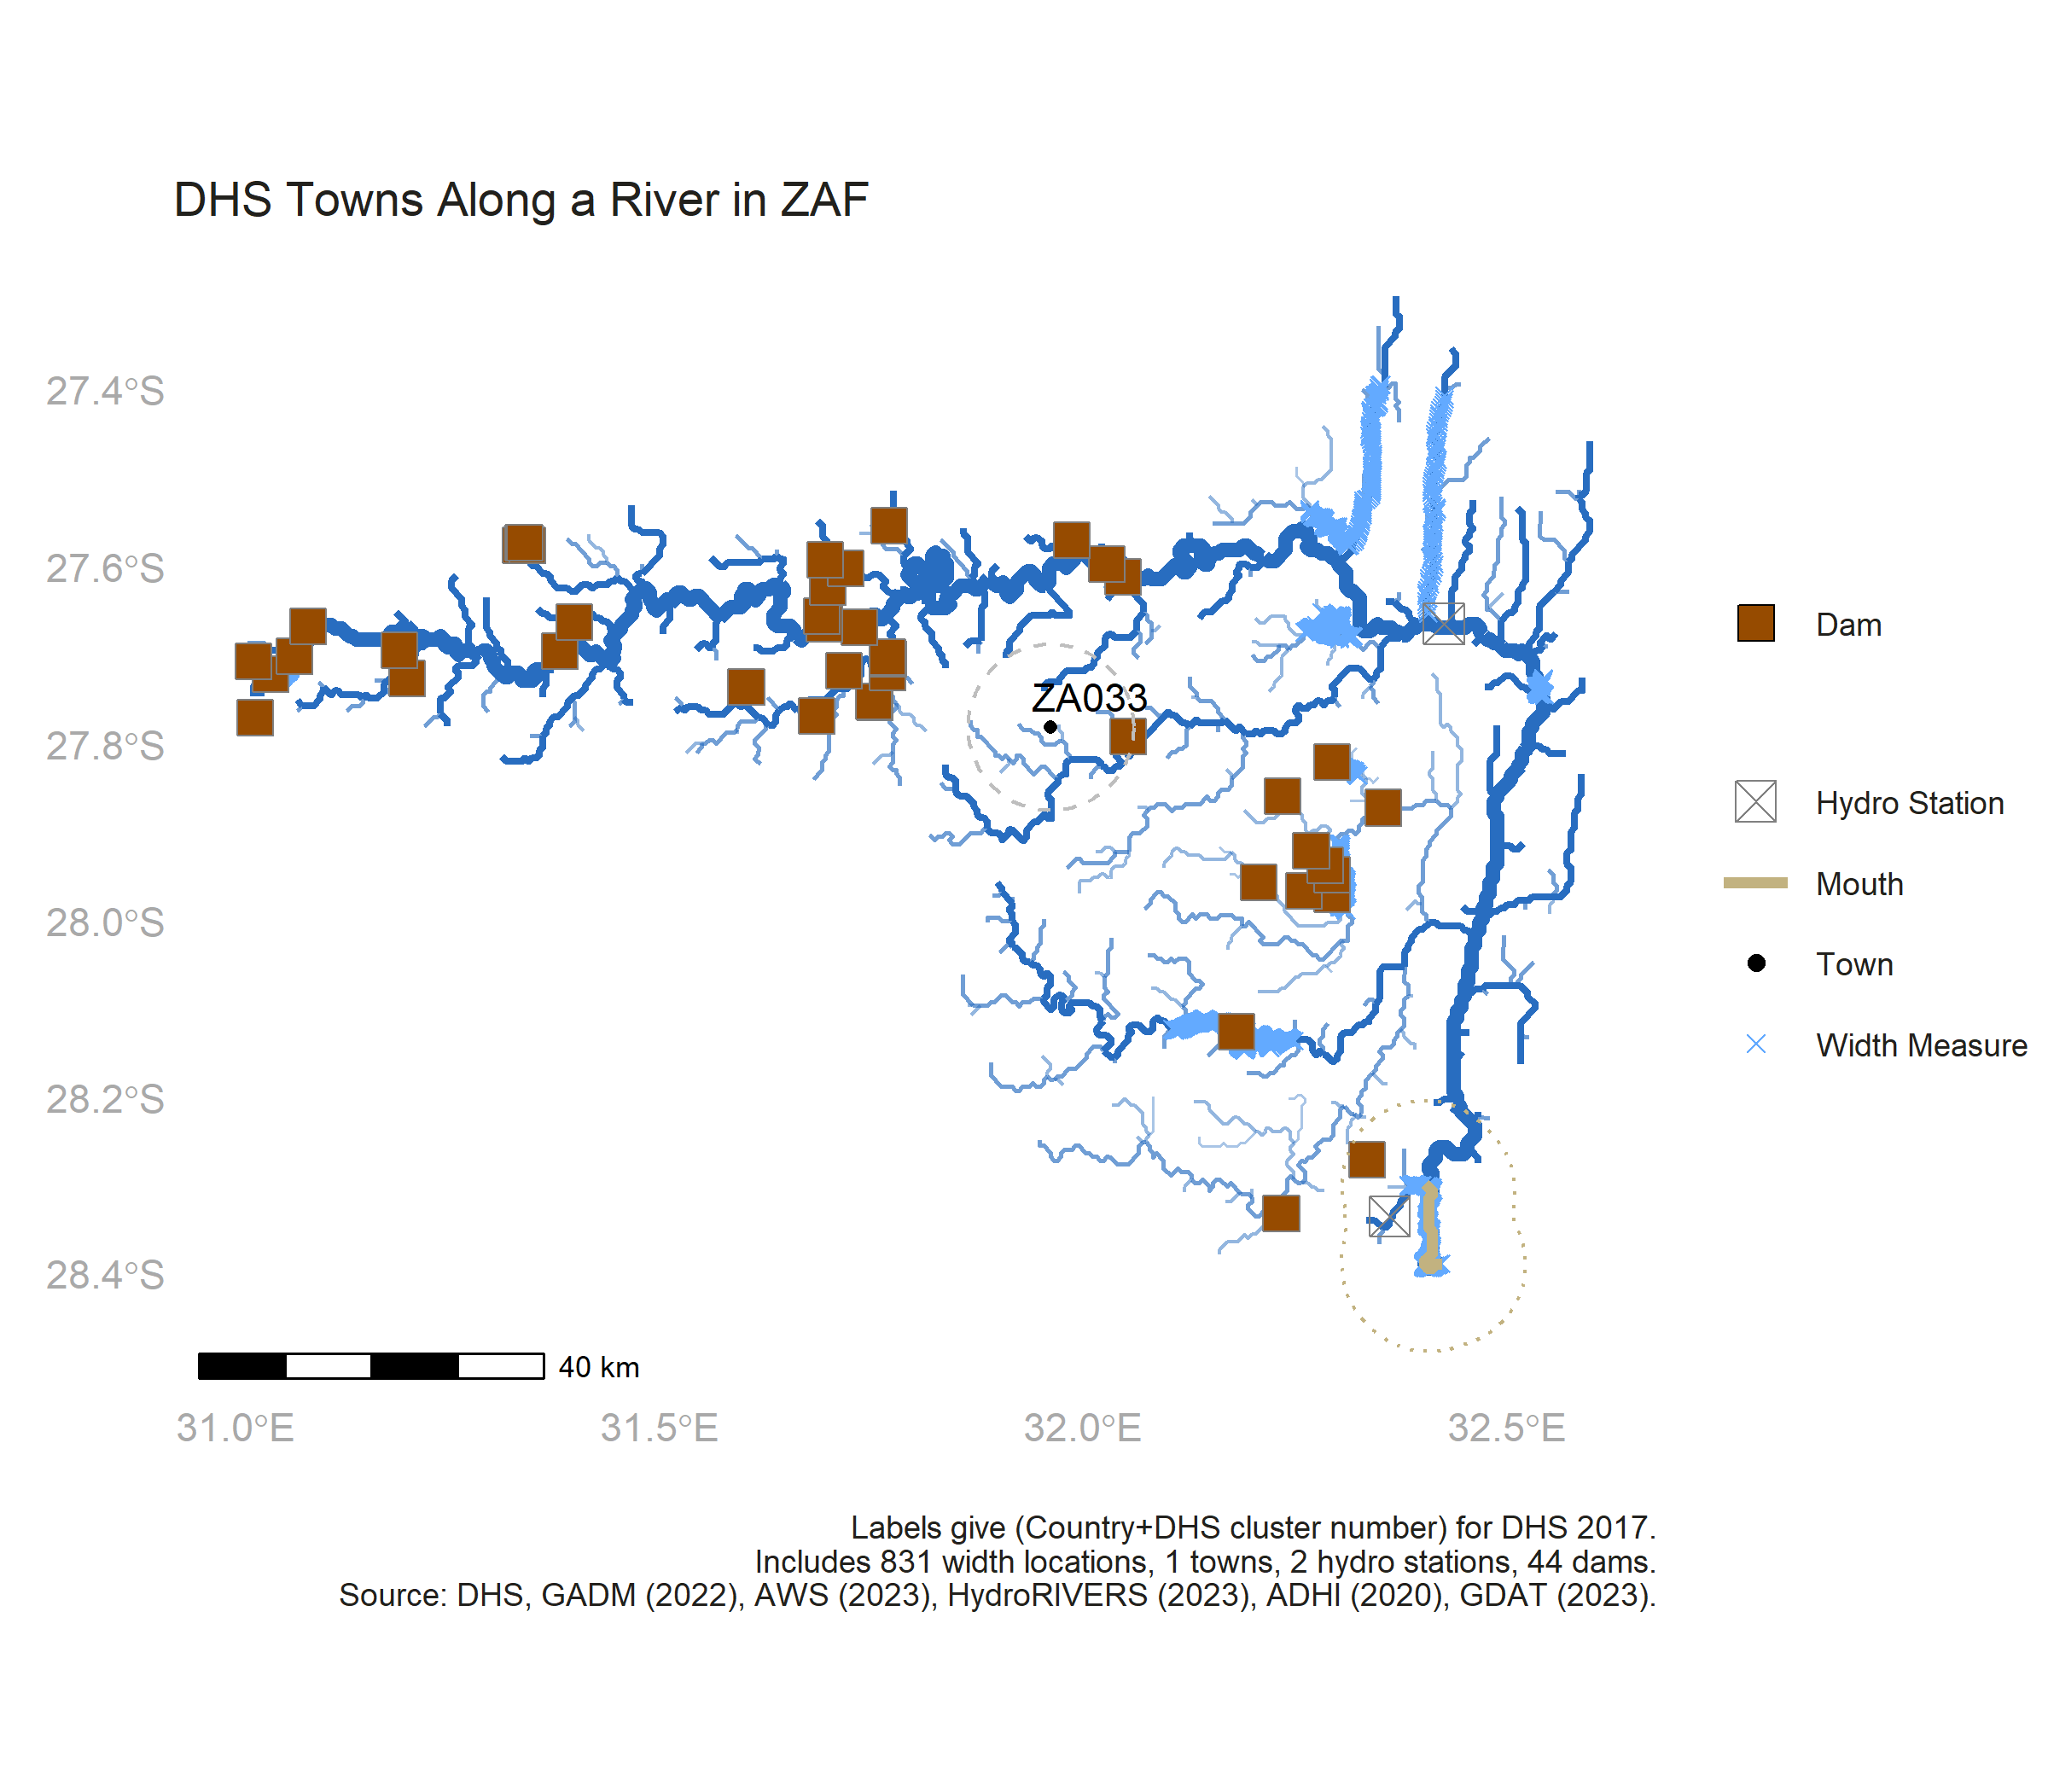 DHS Towns Along a River in ZAF
27.4°S
27.6°S
27.8°S
28.0°S
28.2°S
28.4°S
ZA033
Dam
Hydro Station
Mouth
Town
Width Measure
40 km
31.0°E
31.5°E
32.0°E
32.5°E
Labels give (Country+DHS cluster number) for DHS 2017.
Includes 831 width locations, 1 towns, 2 hydro stations, 44 dams.
Source: DHS, GADM (2022), AWS (2023), HydroRIVERS (2023), ADHI (2020), GDAT (2023).